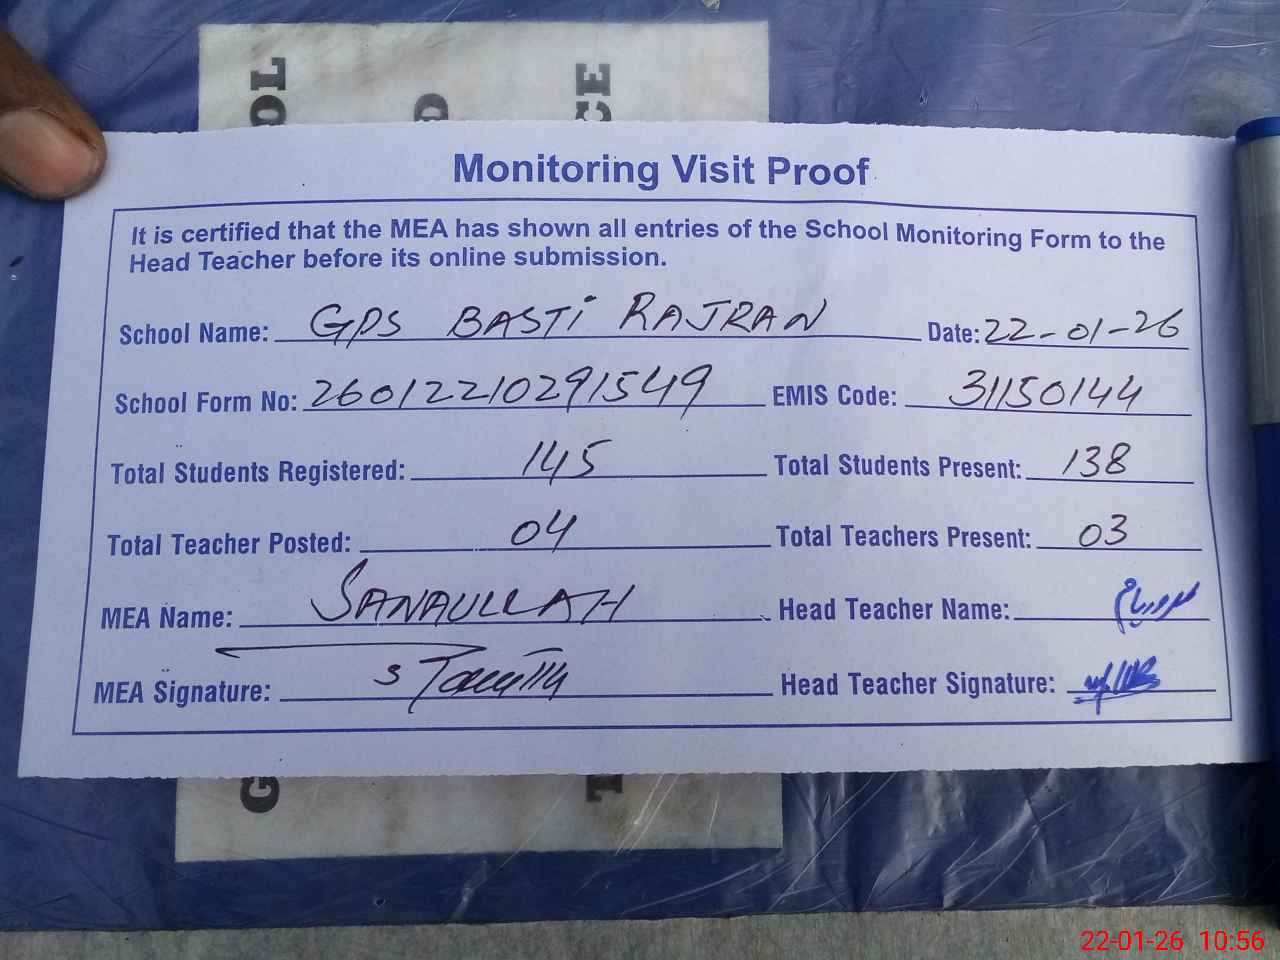 OL
D
CE
Monitoring Visit Proof
It is certified that the MEA has shown all entries of the School Monitoring Form to the
Head Teacher before its online submission.
School Name: GPS BASTI RAJRAN Date: 22-01-26
School Form No: 26012210291549 EMIS Code: 31150144
Total Students Registered: 145 Total Students Present: 138
Total Teacher Posted: 04 Total Teachers Present: 03
MEA Name: SANAULLAH Head Teacher Name:
MEA Signature: Head Teacher Signature:
G
22-01-26 10:56